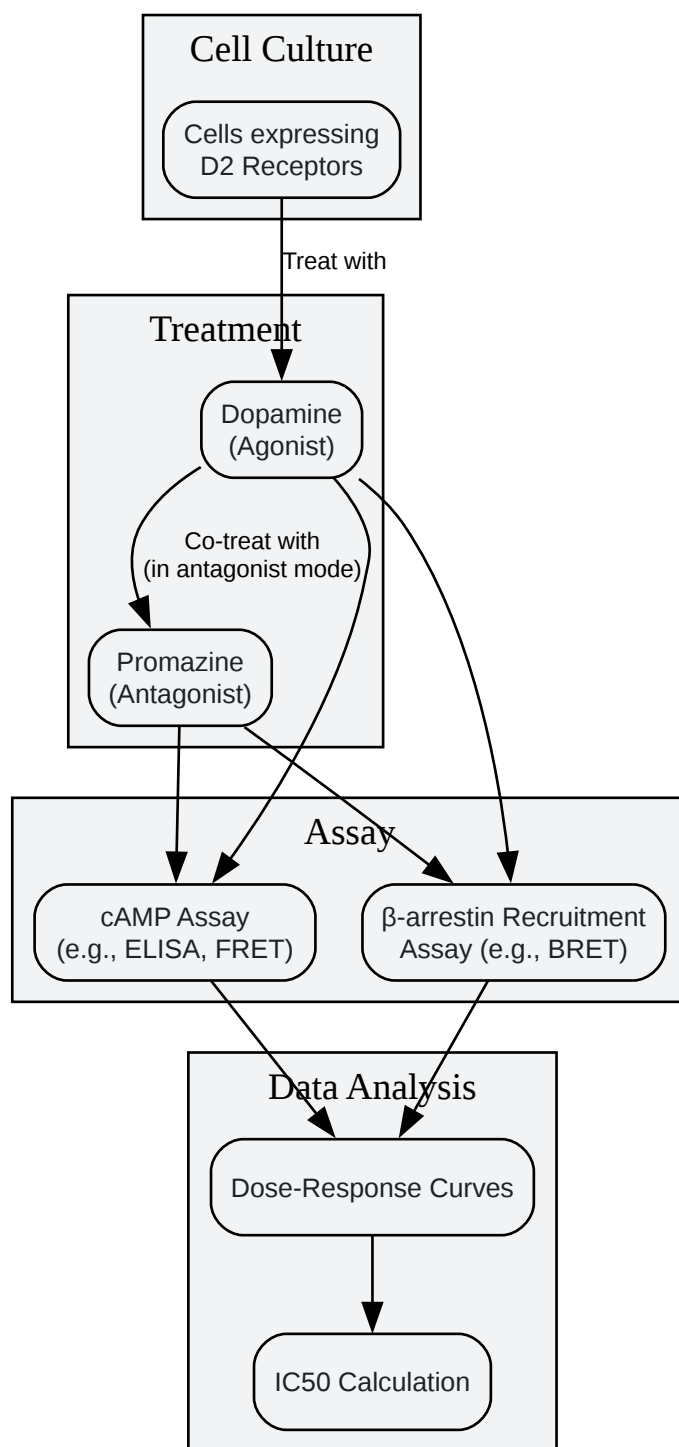 Cell Culture
Cells expressing
D2 Receptors
Treat with
Treatment
Dopamine
(Agonist)
Co-treat with
(in antagonist mode)
Promazine
(Antagonist)
Assay
cAMP Assay
(e.g., ELISA, FRET)
β-arrestin Recruitment
Assay (e.g., BRET)
Data Analysis
Dose-Response Curves
IC50 Calculation